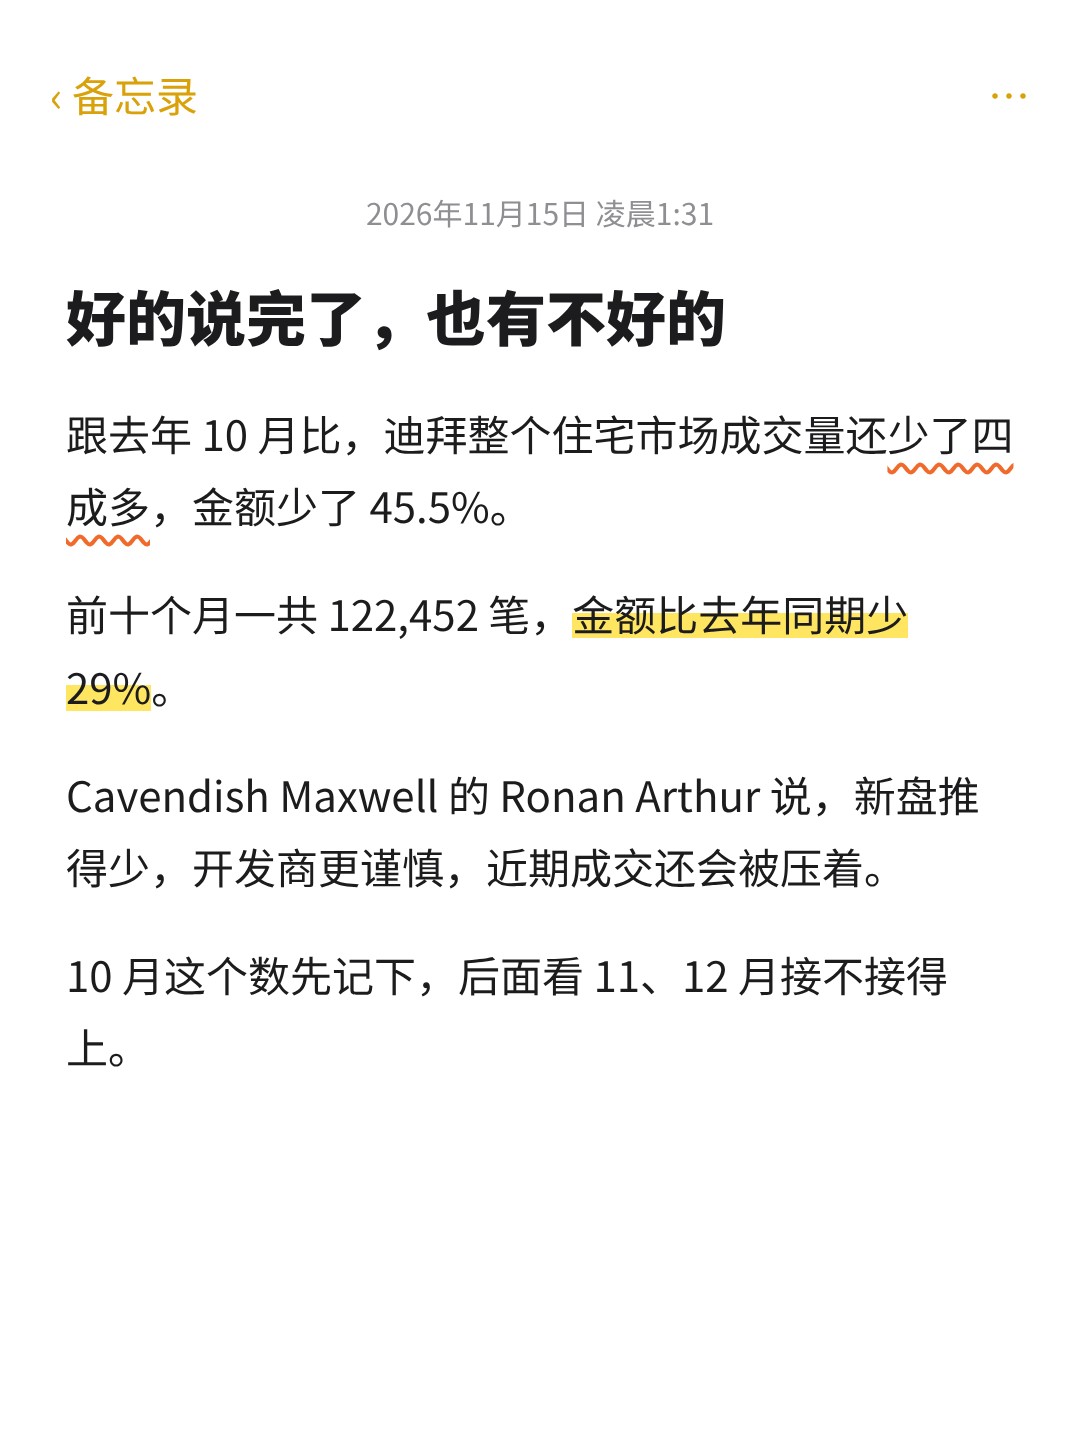 ‹ 备忘录
···
2026年11月15日 凌晨1:31
好的说完了，也有不好的
跟去年 10 月比，迪拜整个住宅市场成交量还少了四
成多，金额少了 45.5%。
前十个月一共 122,452 笔，金额比去年同期少
29%。
Cavendish Maxwell 的 Ronan Arthur 说，新盘推
得少，开发商更谨慎，近期成交还会被压着。
10 月这个数先记下，后面看 11、12 月接不接得
上。